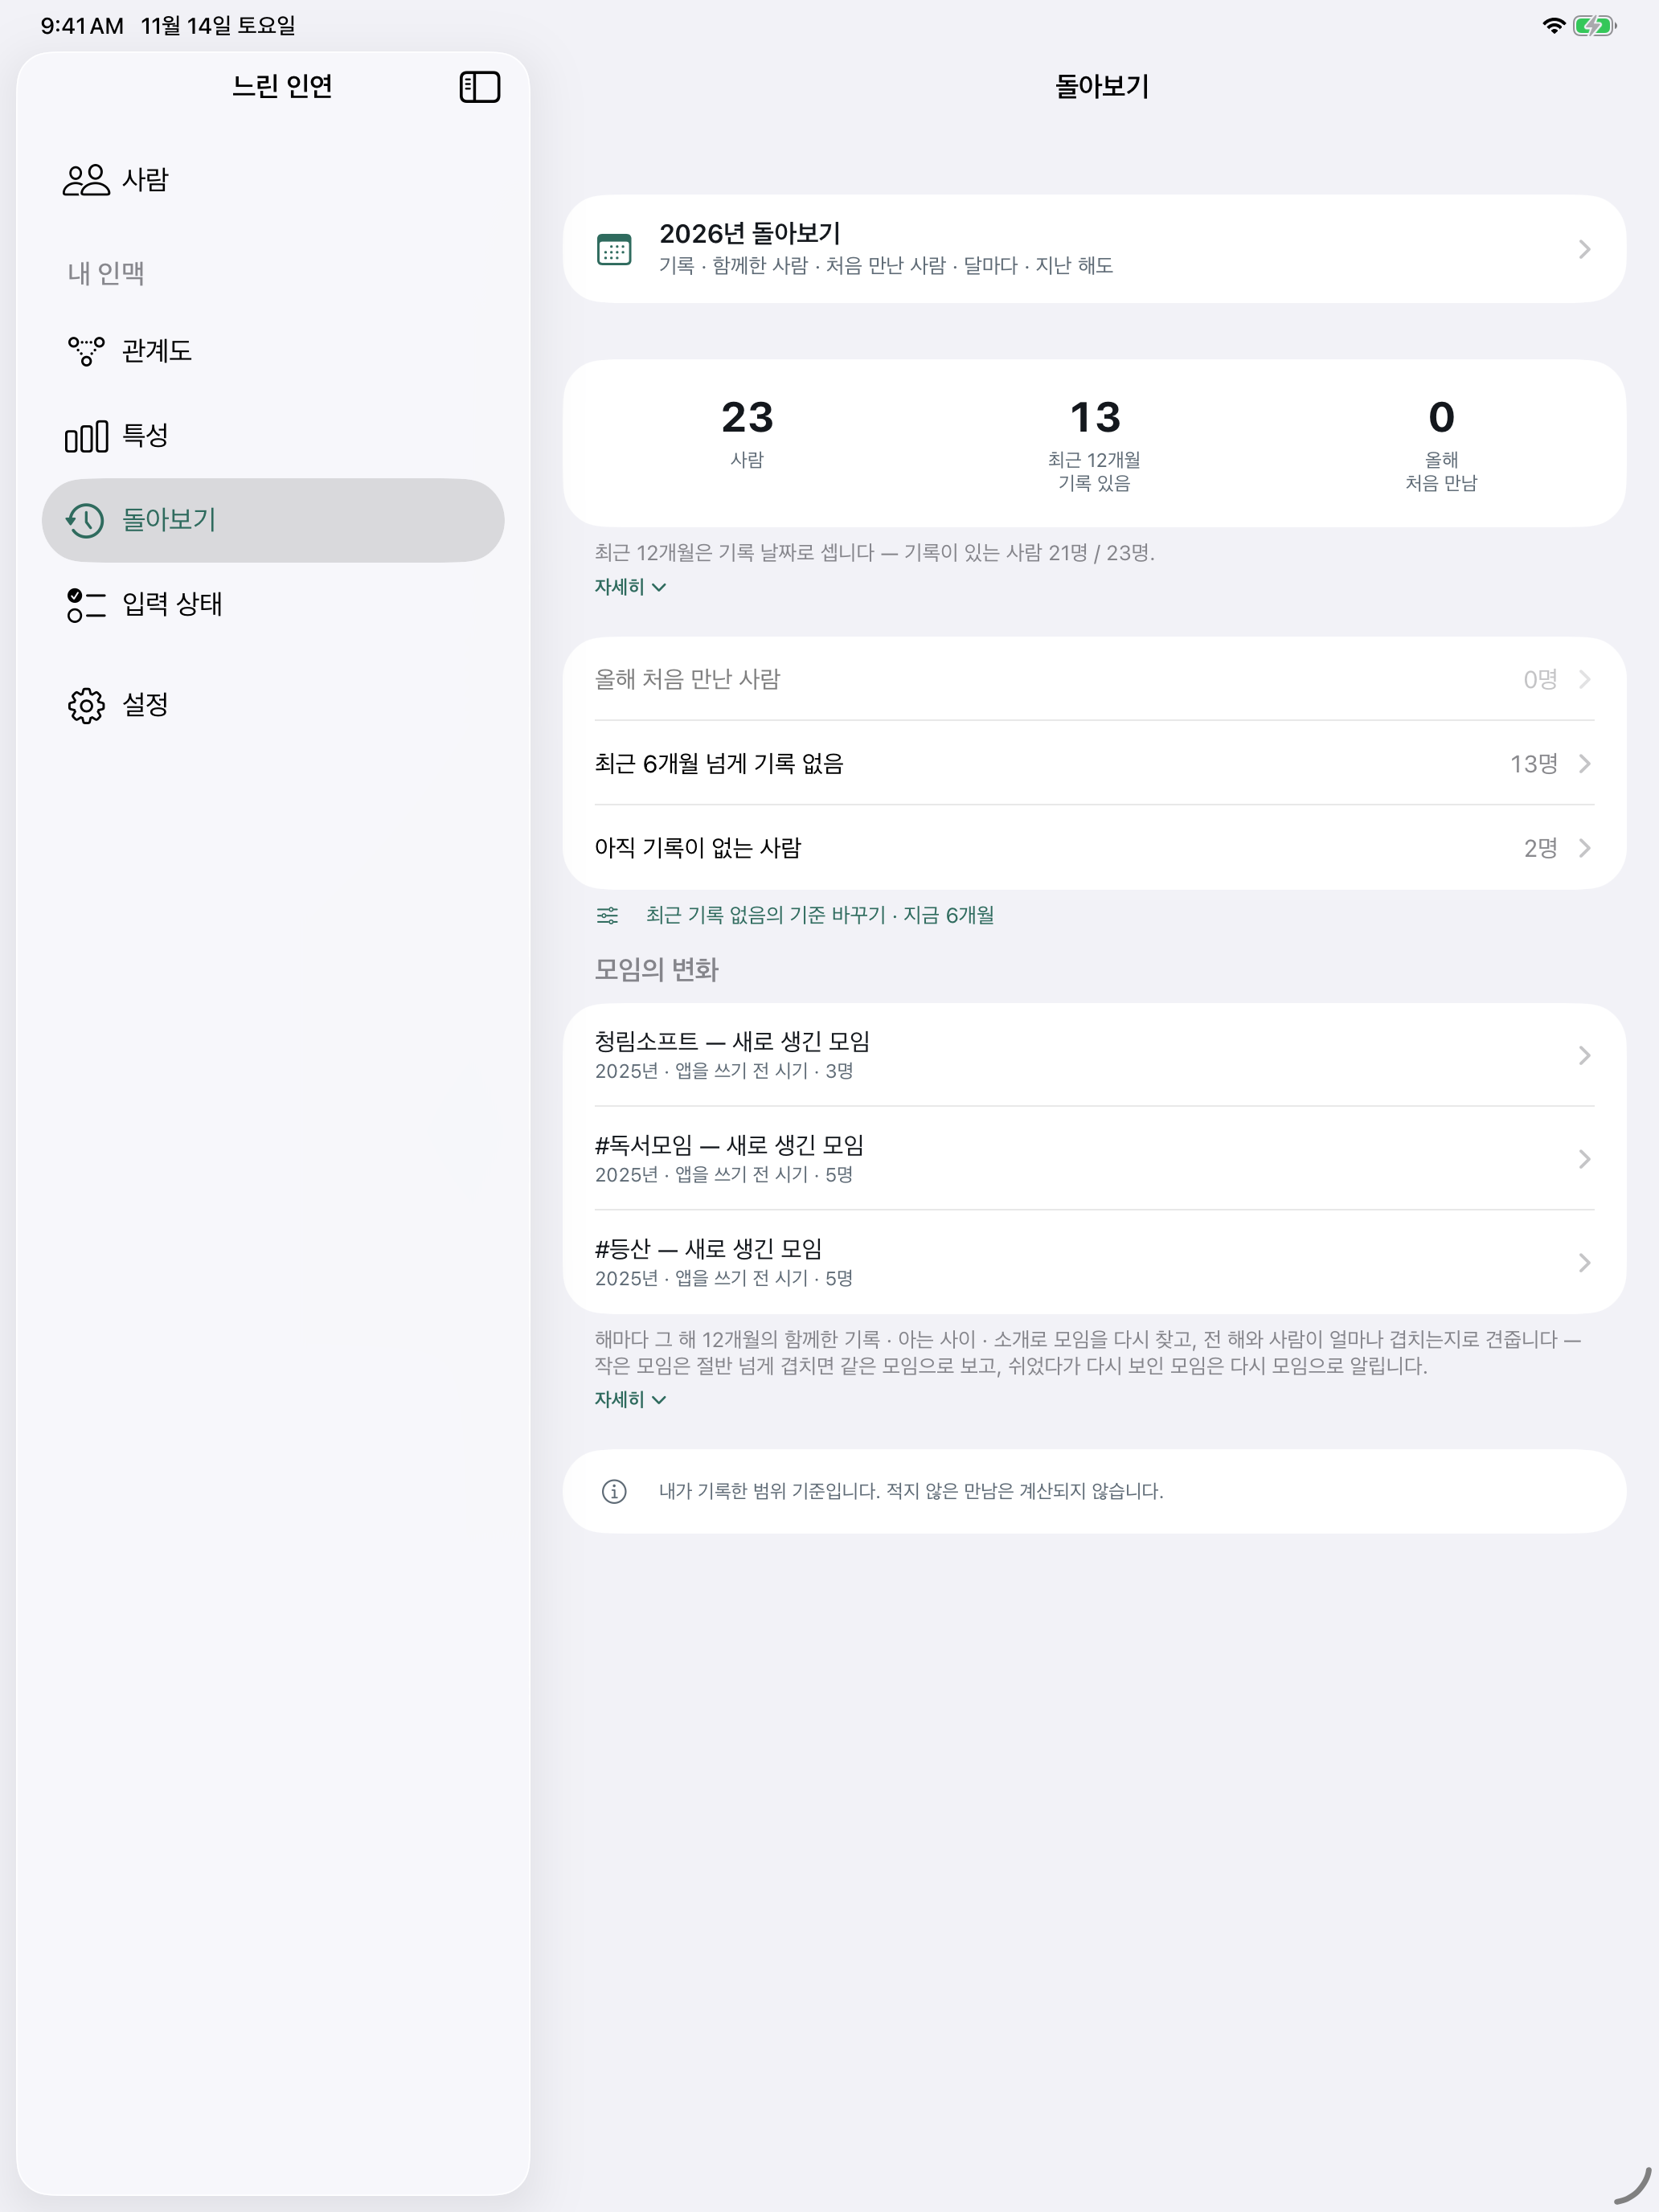 9:41 AM 11월 14일 토요일
느린 인연
사람
내 인맥
관계도
특성
돌아보기
입력 상태
설정
돌아보기
2026년 돌아보기
기록 · 함께한 사람 · 처음 만난 사람 · 달마다 · 지난 해도
23
사람
13
최근 12개월
기록 있음
0
올해
처음 만남
최근 12개월은 기록 날짜로 셉니다 — 기록이 있는 사람 21명 / 23명.
자세히
올해 처음 만난 사람 0명
최근 6개월 넘게 기록 없음 13명
아직 기록이 없는 사람 2명
최근 기록 없음의 기준 바꾸기 · 지금 6개월
모임의 변화
청림소프트 — 새로 생긴 모임
2025년 · 앱을 쓰기 전 시기 · 3명
#독서모임 — 새로 생긴 모임
2025년 · 앱을 쓰기 전 시기 · 5명
#등산 — 새로 생긴 모임
2025년 · 앱을 쓰기 전 시기 · 5명
해마다 그 해 12개월의 함께한 기록 · 아는 사이 · 소개로 모임을 다시 찾고, 전 해와 사람이 얼마나 겹치는지로 견줍니다 —
작은 모임은 절반 넘게 겹치면 같은 모임으로 보고, 쉬었다가 다시 보인 모임은 다시 모임으로 알립니다.
자세히
내가 기록한 범위 기준입니다. 적지 않은 만남은 계산되지 않습니다.